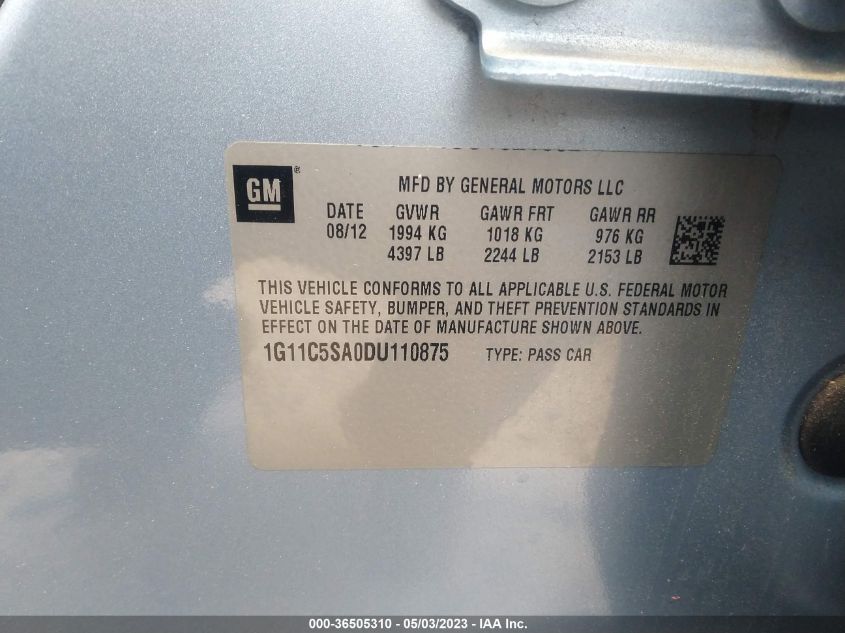 GM ®
MFD BY GENERAL MOTORS LLC
DATE GVWR GAWR FRT GAWR RR
08/12 1994 KG 1018 KG 976 KG
4397 LB 2244 LB 2153 LB
THIS VEHICLE CONFORMS TO ALL APPLICABLE U.S. FEDERAL MOTOR
VEHICLE SAFETY, BUMPER, AND THEFT PREVENTION STANDARDS IN
EFFECT ON THE DATE OF MANUFACTURE SHOWN ABOVE.
1G11C5SA0DU110875 TYPE: PASS CAR
000-36505310 - 05/03/2023 - IAA Inc.